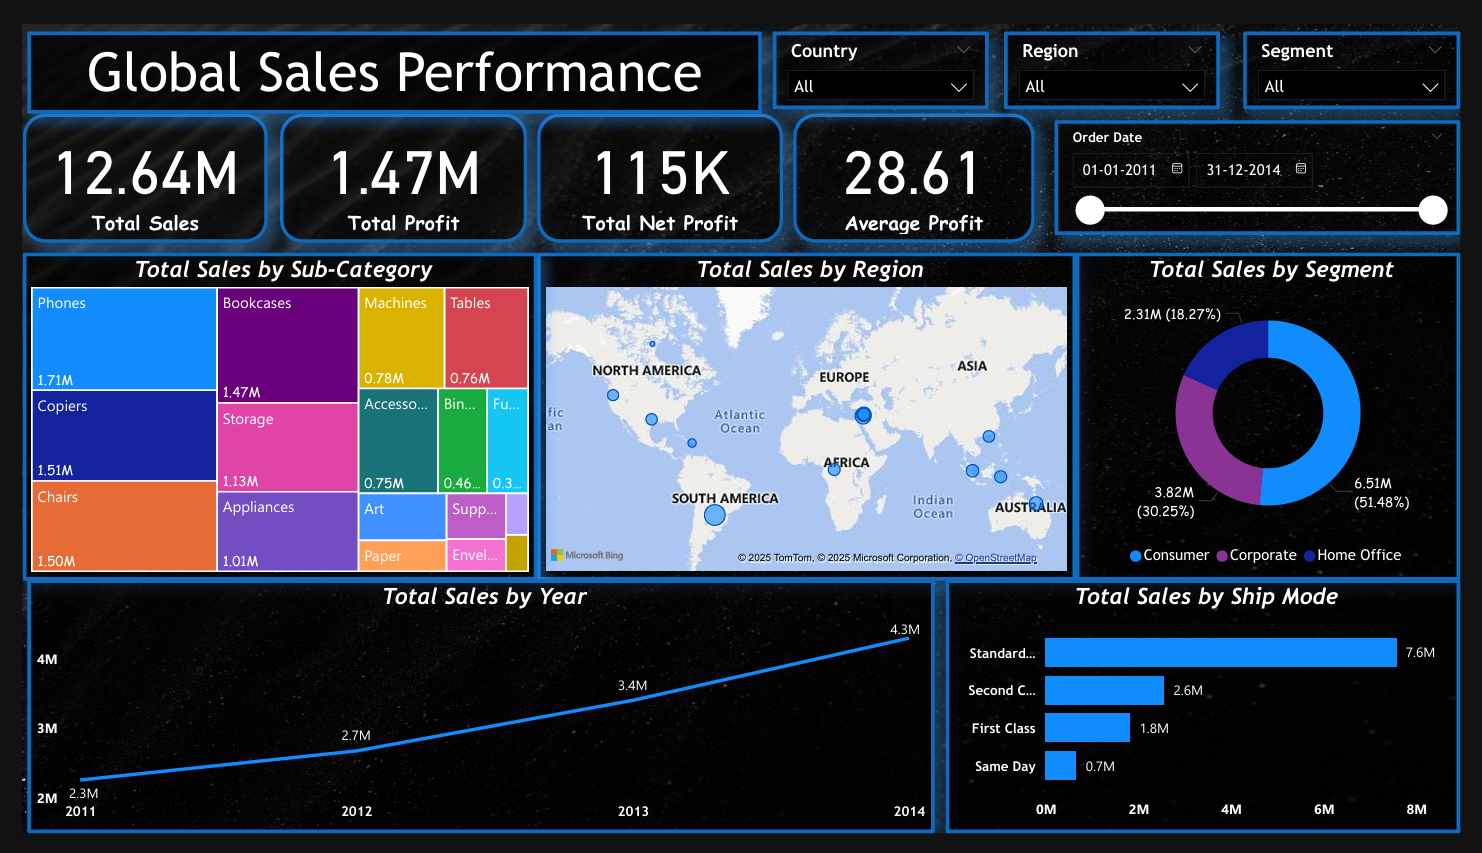 Global Sales Performance
Country
All
Region
All
Segment
All
12.64M
Total Sales
1.47M
Total Profit
115K
Total Net Profit
28.61
Average Profit
Order Date
01-01-2011
31-12-2014
Total Sales by Sub-Category
Phones
1.71M
Copiers
1.51M
Chairs
1.50M
Bookcases
1.47M
Storage
1.13M
Appliances
1.01M
Machines
0.78M
Tables
0.76M
Accesso...
0.75M
Bin...
0.46...
Fu...
0.3...
Art
Paper
Supp...
Envel...
Total Sales by Region
NORTH AMERICA
EUROPE
ASIA
fic
an
Atlantic
Ocean
AFRICA
SOUTH AMERICA
Indian
Ocean
AUSTRALIA
Microsoft Bing
© 2025 TomTom, © 2025 Microsoft Corporation, © OpenStreetMap
Total Sales by Segment
2.31M (18.27%)
3.82M
(30.25%)
6.51M
(51.48%)
Consumer
Corporate
Home Office
Total Sales by Year
4M
3M
2M
2.3M
2.7M
3.4M
4.3M
2011
2012
2013
2014
Total Sales by Ship Mode
Standard...
7.6M
Second C...
2.6M
First Class
1.8M
Same Day
0.7M
0M
2M
4M
6M
8M